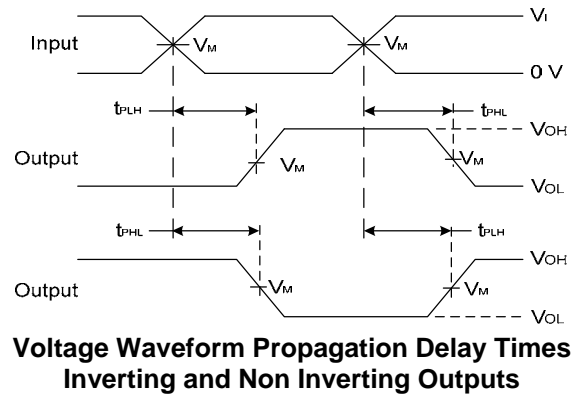 Input
VM
VM
VI
0 V
tPLH
tPHL
Output
VM
VM
VOH
VOL
tPHL
tPLH
Output
VM
VM
VOH
VOL
Voltage Waveform Propagation Delay Times
Inverting and Non Inverting Outputs